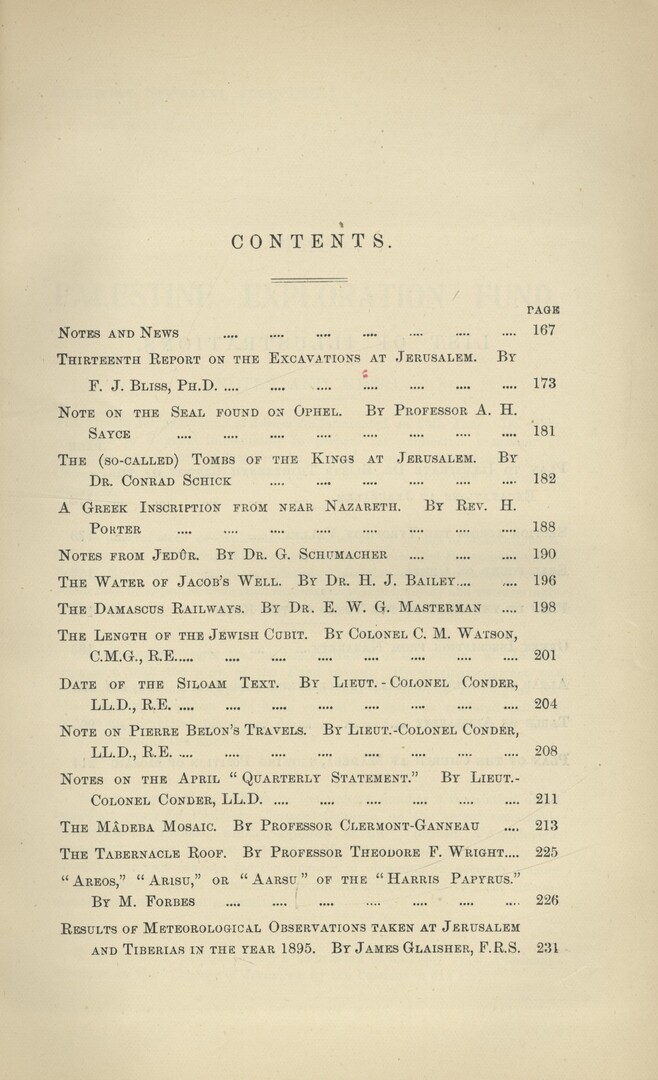 CONTENTS.
PAGE
NOTES AND NEWS .... .... .... .... .... .... .... 167
THIRTEENTH REPORT ON THE EXCAVATIONS AT JERUSALEM. BY
F. J. BLISS, PH.D. .... .... .... .... .... .... .... 173
NOTE ON THE SEAL FOUND ON OPHEL. BY PROFESSOR A. H.
SAYCE .... .... .... .... .... .... .... .... 181
THE (SO-CALLED) TOMBS OF THE KINGS AT JERUSALEM. BY
DR. CONRAD SCHICK .... .... .... .... .... .... 182
A GREEK INSCRIPTION FROM NEAR NAZARETH. BY REV. H.
PORTER .... .... .... .... .... .... .... .... 188
NOTES FROM JEDÛR. BY DR. G. SCHUMACHER .... .... .... 190
THE WATER OF JACOB'S WELL. BY DR. H. J. BAILEY.... .... 196
THE DAMASCUS RAILWAYS. BY DR. E. W. G. MASTERMAN .... 198
THE LENGTH OF THE JEWISH CUBIT. BY COLONEL C. M. WATSON,
C.M.G., R.E..... .... .... .... .... .... .... .... 201
DATE OF THE SILOAM TEXT. BY LIEUT.-COLONEL CONDER,
LL.D., R.E. .... .... .... .... .... .... .... .... 204
NOTE ON PIERRE BELON'S TRAVELS. BY LIEUT.-COLONEL CONDER,
LL.D., R.E. .... .... .... .... .... .... .... .... 208
NOTES ON THE APRIL "QUARTERLY STATEMENT." BY LIEUT.-
COLONEL CONDER, LL.D. .... .... .... .... .... .... 211
THE MÂDEBA MOSAIC. BY PROFESSOR CLERMONT-GANNEAU .... 213
THE TABERNACLE ROOF. BY PROFESSOR THEODORE F. WRIGHT.... 225
"AREOS," "ARISU," OR "AARSU" OF THE "HARRIS PAPYRUS."
BY M. FORBES .... .... .... .... .... .... .... 226
RESULTS OF METEOROLOGICAL OBSERVATIONS TAKEN AT JERUSALEM
AND TIBERIAS IN THE YEAR 1895. BY JAMES GLAISHER, F.R.S. 231